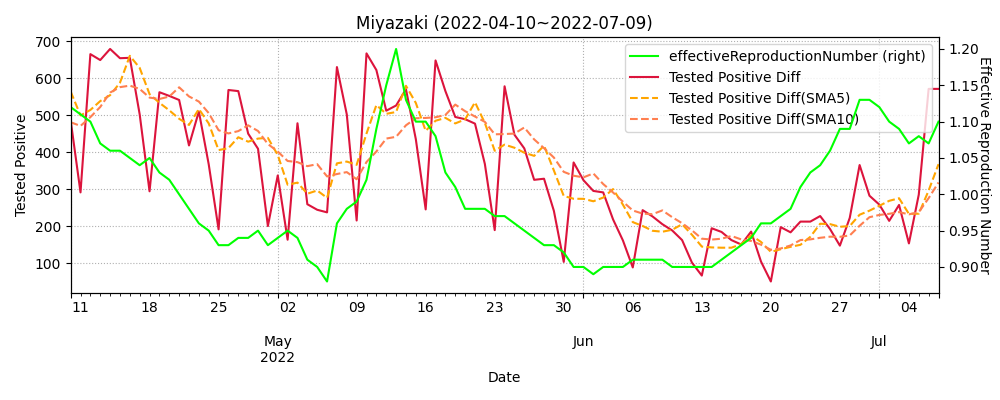 Miyazaki (2022-04-10~2022-07-09)
700
600
500
400
300
200
100
Tested Positive
1.20
1.15
1.10
1.05
1.00
0.95
0.90
Effective Reproduction Number
effectiveReproductionNumber (right)
Tested Positive Diff
Tested Positive Diff(SMA5)
Tested Positive Diff(SMA10)
11 18 25 02 09 16 23 30 06 13 20 27 04
May Jun Jul
2022
Date